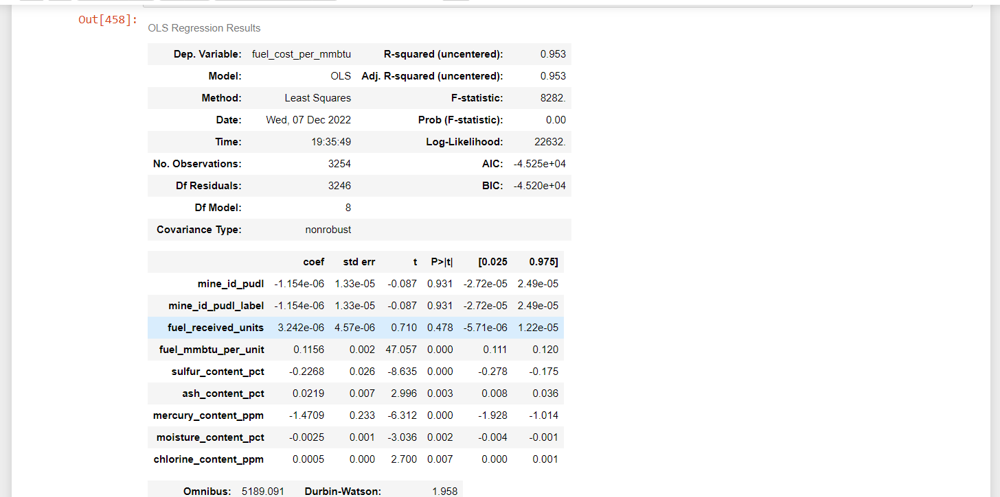 Out[458]:
OLS Regression Results
Dep. Variable: fuel_cost_per_mmbtu R-squared (uncentered): 0.953
Model: OLS Adj. R-squared (uncentered): 0.953
Method: Least Squares F-statistic: 8282.
Date: Wed, 07 Dec 2022 Prob (F-statistic): 0.00
Time: 19:35:49 Log-Likelihood: 22632.
No. Observations: 3254 AIC: -4.525e+04
Df Residuals: 3246 BIC: -4.520e+04
Df Model: 8
Covariance Type: nonrobust
coef std err t P>|t| [0.025 0.975]
mine_id_pudl -1.154e-06 1.33e-05 -0.087 0.931 -2.72e-05 2.49e-05
mine_id_pudl_label -1.154e-06 1.33e-05 -0.087 0.931 -2.72e-05 2.49e-05
fuel_received_units 3.242e-06 4.57e-06 0.710 0.478 -5.71e-06 1.22e-05
fuel_mmbtu_per_unit 0.1156 0.002 47.057 0.000 0.111 0.120
sulfur_content_pct -0.2268 0.026 -8.635 0.000 -0.278 -0.175
ash_content_pct 0.0219 0.007 2.996 0.003 0.008 0.036
mercury_content_ppm -1.4709 0.233 -6.312 0.000 -1.928 -1.014
moisture_content_pct -0.0025 0.001 -3.036 0.002 -0.004 -0.001
chlorine_content_ppm 0.0005 0.000 2.700 0.007 0.000 0.001
Omnibus: 5189.091 Durbin-Watson: 1.958